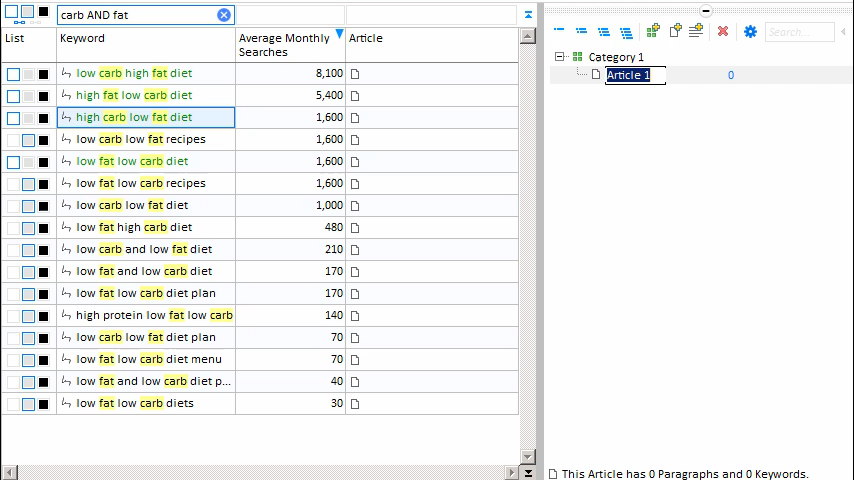 carb AND fat
List Keyword Average Monthly Searches Article
low carb high fat diet 8,100
high fat low carb diet 5,400
high carb low fat diet 1,600
low carb low fat recipes 1,600
low fat low carb diet 1,600
low fat low carb recipes 1,600
low carb low fat diet 1,000
low fat high carb diet 480
low carb and low fat diet 210
low fat and low carb diet 170
low fat low carb diet plan 170
high protein low fat low carb 140
low carb low fat diet plan 70
low fat low carb diet menu 70
low fat and low carb diet p... 40
low fat low carb diets 30
Search...
Category 1
Article 1 0
This Article has 0 Paragraphs and 0 Keywords.